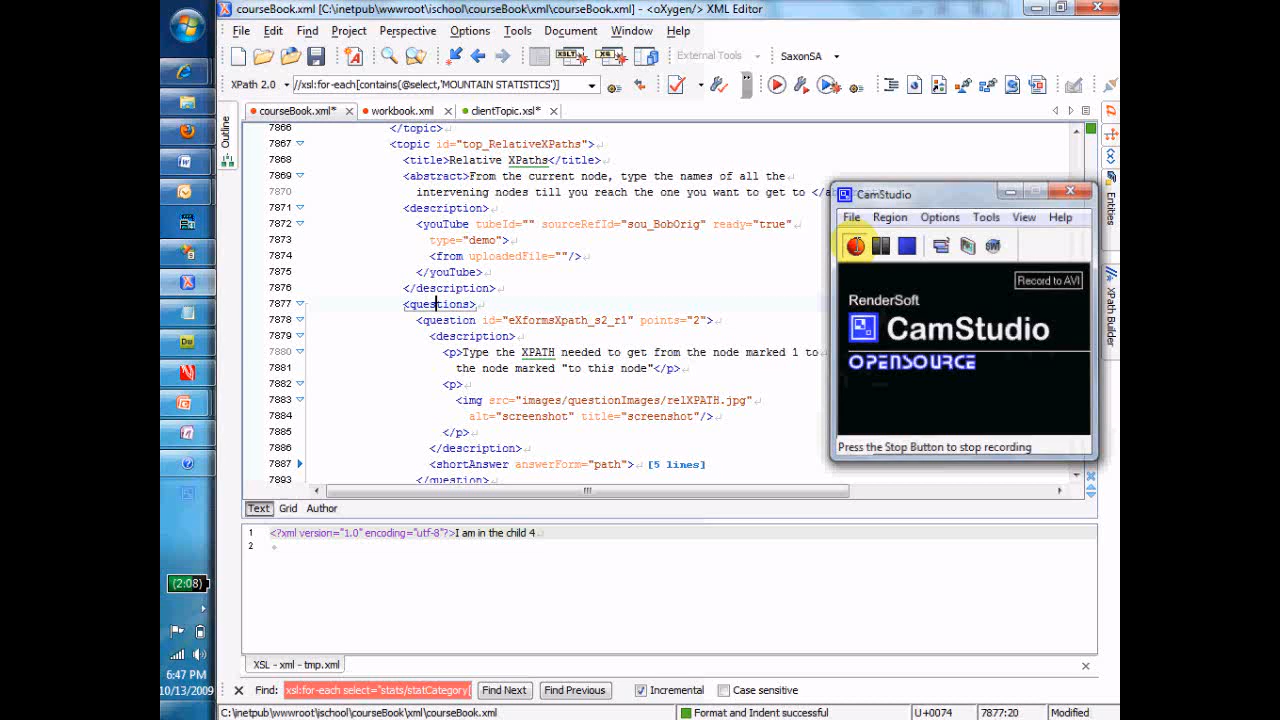 courseBook.xml [C:\inetpub\wwwroot\ischool\courseBook\xml\courseBook.xml] - <oXygen/> XML Editor
File Edit Find Project Perspective Options Tools Document Window Help
External Tools SaxonSA
XPath 2.0 //xsl:for-each[contains(@select,'MOUNTAIN STATISTICS')]
courseBook.xml* workbook.xml clientTopic.xsl*
Outline
7866 </topic>
7867 <topic id="top_RelativeXPaths">
7868 <title>Relative XPaths</title>
7869 <abstract>From the current node, type the names of all the
7870 intervening nodes till you reach the one you want to get to </a
7871 <description>
7872 <youTube tubeId="" sourceRefId="sou_BobOrig" ready="true"
7873 type="demo">
7874 <from uploadedFile=""/>
7875 </youTube>
7876 </description>
7877 <questions>
7878 <question id="eXformsXpath_s2_r1" points="2">
7879 <description>
7880 <p>Type the XPATH needed to get from the node marked 1 to
7881 the node marked "to this node"</p>
7882 <p>
7883 <img src="images/questionImages/relXPATH.jpg"
7884 alt="screenshot" title="screenshot"/>
7885 </p>
7886 </description>
7887 <shortAnswer answerForm="path"> [5 lines]
7893 </question>
Entities
XPath Builder
CamStudio
File Region Options Tools View Help
Record to AVI
RenderSoft
CamStudio
OPENSOURCE
Press the Stop Button to stop recording
Text Grid Author
1 <?xml version="1.0" encoding="utf-8"?>I am in the child 4
2
XSL - xml - tmp.xml
Find: xsl:for-each select="stats/statCategory[ Find Next Find Previous Incremental Case sensitive
C:\inetpub\wwwroot\ischool\courseBook\xml\courseBook.xml Format and Indent successful U+0074 7877:20 Modified
(2:08)
6:47 PM
10/13/2009